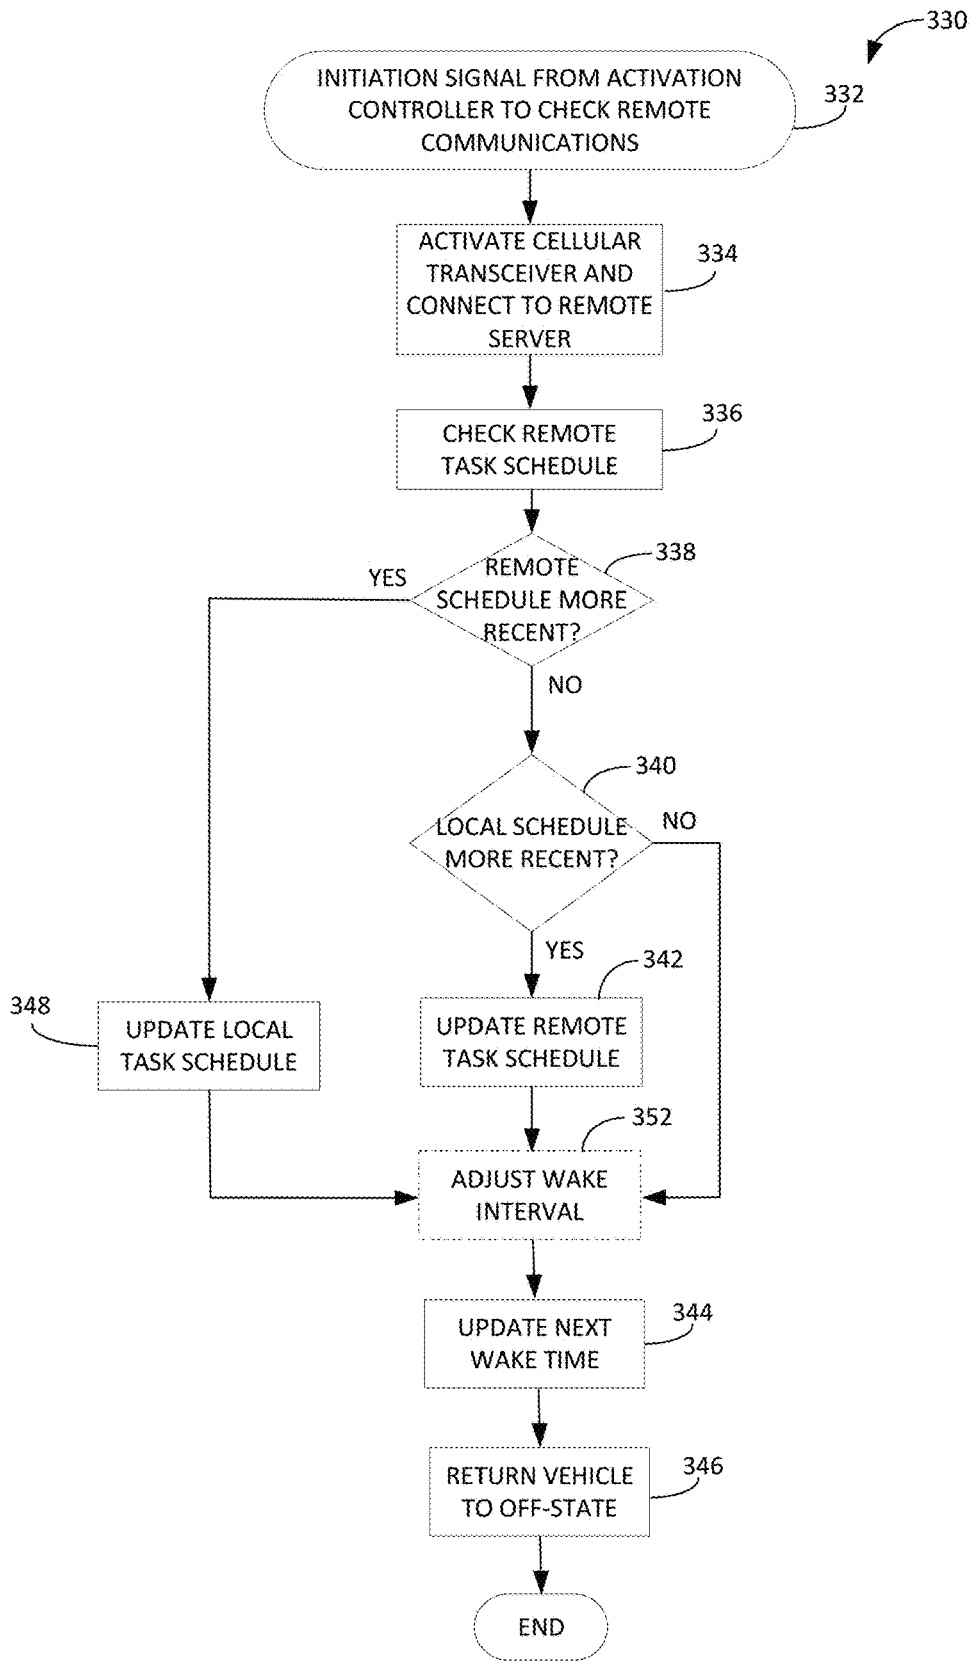 330
INITIATION SIGNAL FROM ACTIVATION
CONTROLLER TO CHECK REMOTE
COMMUNICATIONS
332
ACTIVATE CELLULAR
TRANSCEIVER AND
CONNECT TO REMOTE
SERVER
334
CHECK REMOTE
TASK SCHEDULE
336
REMOTE
SCHEDULE MORE
RECENT?
338
YES
NO
LOCAL SCHEDULE
MORE RECENT?
340
NO
YES
348
UPDATE LOCAL
TASK SCHEDULE
UPDATE REMOTE
TASK SCHEDULE
342
ADJUST WAKE
INTERVAL
352
UPDATE NEXT
WAKE TIME
344
RETURN VEHICLE
TO OFF-STATE
346
END